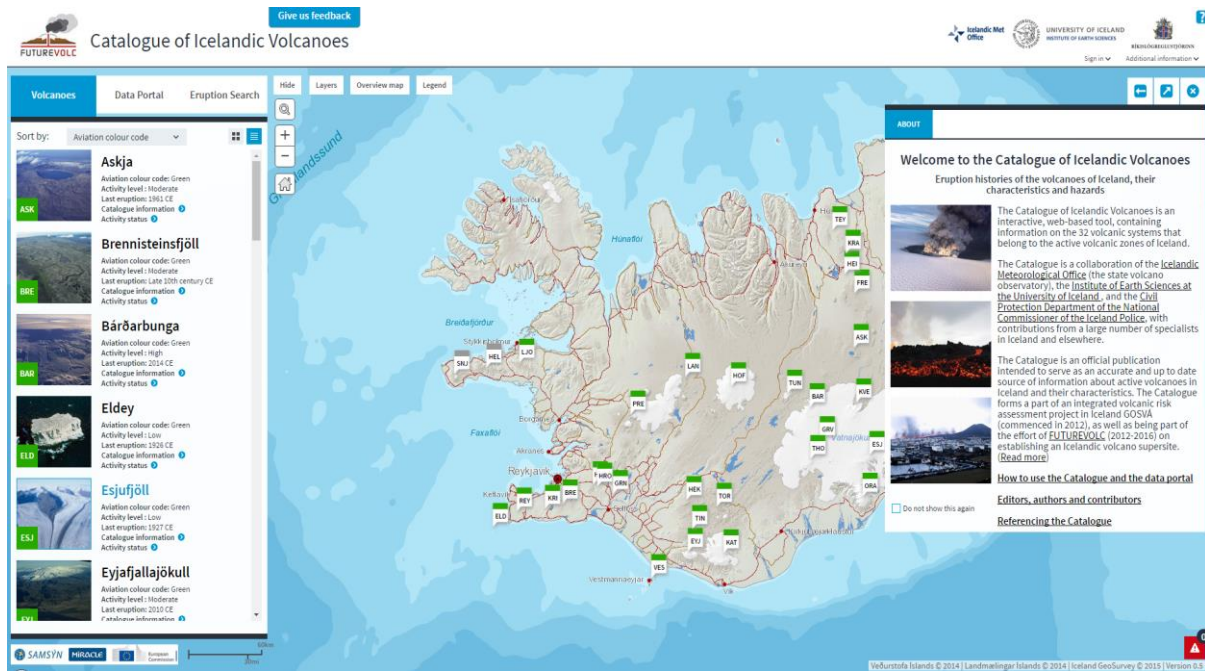 Give us feedback
FUTUREVOLC
Catalogue of Icelandic Volcanoes
Icelandic Met
Office
UNIVERSITY OF ICELAND
INSTITUTE OF EARTH SCIENCES
RÍKISLÖGREGLUSTJÓRINN
?
Sign in
Additional information
Volcanoes
Data Portal
Eruption Search
Hide
Layers
Overview map
Legend
Sort by:
Aviation colour code
ASK
Askja
Aviation colour code: Green
Activity level : Moderate
Last eruption: 1961 CE
Catalogue information
Activity status
BRE
Brennisteinsfjöll
Aviation colour code: Green
Activity level : Moderate
Last eruption: Late 10th century CE
Catalogue information
Activity status
BAR
Bárðarbunga
Aviation colour code: Green
Activity level : High
Last eruption: 2014 CE
Catalogue information
Activity status
ELD
Eldey
Aviation colour code: Green
Activity level : Low
Last eruption: 1926 CE
Catalogue information
Activity status
ESJ
Esjufjöll
Aviation colour code: Green
Activity level : Low
Last eruption: 1927 CE
Catalogue information
Activity status
Eyjafjallajökull
Aviation colour code: Green
Activity level : Moderate
Last eruption: 2010 CE
Catalogue information
SAMSÝN
MIRACLE
European
Commission
60km
Húnaflói
Breiðafjörður
Stykkishólmur
Faxaflói
Akranes
Reykjavík
Keflavík
Vestmannaeyjar
Vík
TEY
KRA
HEI
FRE
ASK
SNJ
HEL
LJO
LAN
HOF
TUN
BAR
KVE
PRE
GRV
THO
ESJ
HRO
GRN
REY
KRI
BRE
ELD
HEK
TOR
ORA
TIN
EYJ
KAT
VES
ABOUT
Welcome to the Catalogue of Icelandic Volcanoes
Eruption histories of the volcanoes of Iceland, their
characteristics and hazards
The Catalogue of Icelandic Volcanoes is an
interactive, web-based tool, containing
information on the 32 volcanic systems that
belong to the active volcanic zones of Iceland.
The Catalogue is a collaboration of the Icelandic
Meteorological Office (the state volcano
observatory), the Institute of Earth Sciences at
the University of Iceland , and the Civil
Protection Department of the National
Commissioner of the Iceland Police, with
contributions from a large number of specialists
in Iceland and elsewhere.
The Catalogue is an official publication
intended to serve as an accurate and up to date
source of information about active volcanoes in
Iceland and their characteristics. The Catalogue
forms a part of an integrated volcanic risk
assessment project in Iceland GOSVÁ
(commenced in 2012), as well as being part of
the effort of FUTUREVOLC (2012-2016) on
establishing an Icelandic volcano supersite.
(Read more)
How to use the Catalogue and the data portal
Do not show this again
Editors, authors and contributors
Referencing the Catalogue
Veðurstofa Íslands © 2014 | Landmælingar Íslands © 2014 | Iceland GeoSurvey © 2015 | Version 0.5